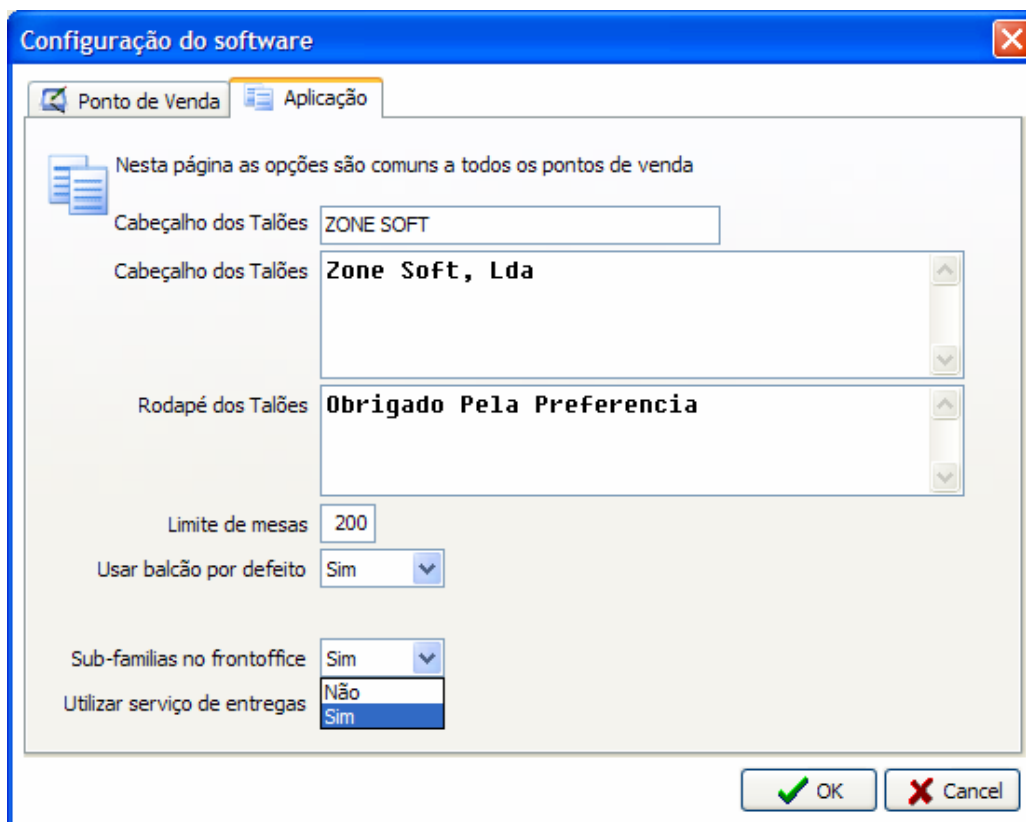 Configuração do software
Ponto de Venda
Aplicação
Nesta página as opções são comuns a todos os pontos de venda
Cabeçalho dos Talões ZONE SOFT
Cabeçalho dos Talões Zone Soft, Lda
Rodapé dos Talões Obrigado Pela Preferencia
Limite de mesas 200
Usar balcão por defeito Sim
Sub-familias no frontoffice Sim
Não
Utilizar serviço de entregas Sim
OK Cancel